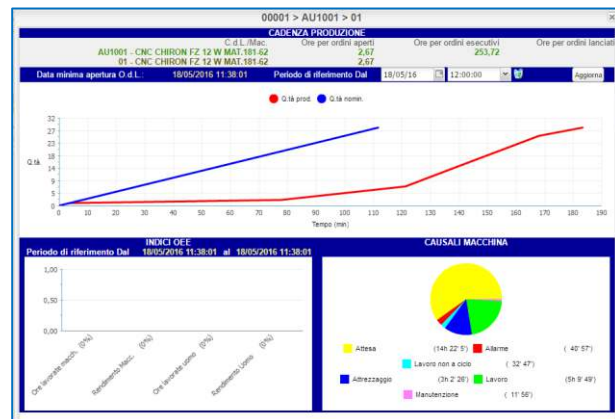 00001 > AU1001 > 01
CADENZA PRODUZIONE
C.d.L./Mac. Ore per ordini aperti Ore per ordini esecutivi Ore per ordini lanciati
AU1001 - CNC CHIRON FZ 12 W MAT.181-62 2,67 253,72
01 - CNC CHIRON FZ 12 W MAT.181-62 2,67
Data minima apertura O.d.L.: 18/05/2016 11:38:01 Periodo di riferimento Dal 18/05/16 12:00:00 Aggiorna
Q.tà prod. Q.tà nomin.
32
27
23
18
14
9
5
0
Q.tà.
0 10 20 30 40 50 60 70 80 90 100 110 120 130 140 150 160 170 180 190
Tempo (min)
INDICI OEE
Periodo di riferimento Dal 18/05/2016 11:38:01 al 18/05/2016 11:38:01
1,00
0,50
0,00
Ore lavorate macch. (0%)
Rendimento Macc. (0%)
Ore lavorate uomo (0%)
Rendimento Uomo (0%)
CAUSALI MACCHINA
Attesa (14h 22' 5') Allarme ( 40' 57')
Lavoro non a ciclo ( 32' 47')
Attrezzaggio (3h 2' 26') Lavoro (5h 9' 49')
Manutenzione ( 11' 56')